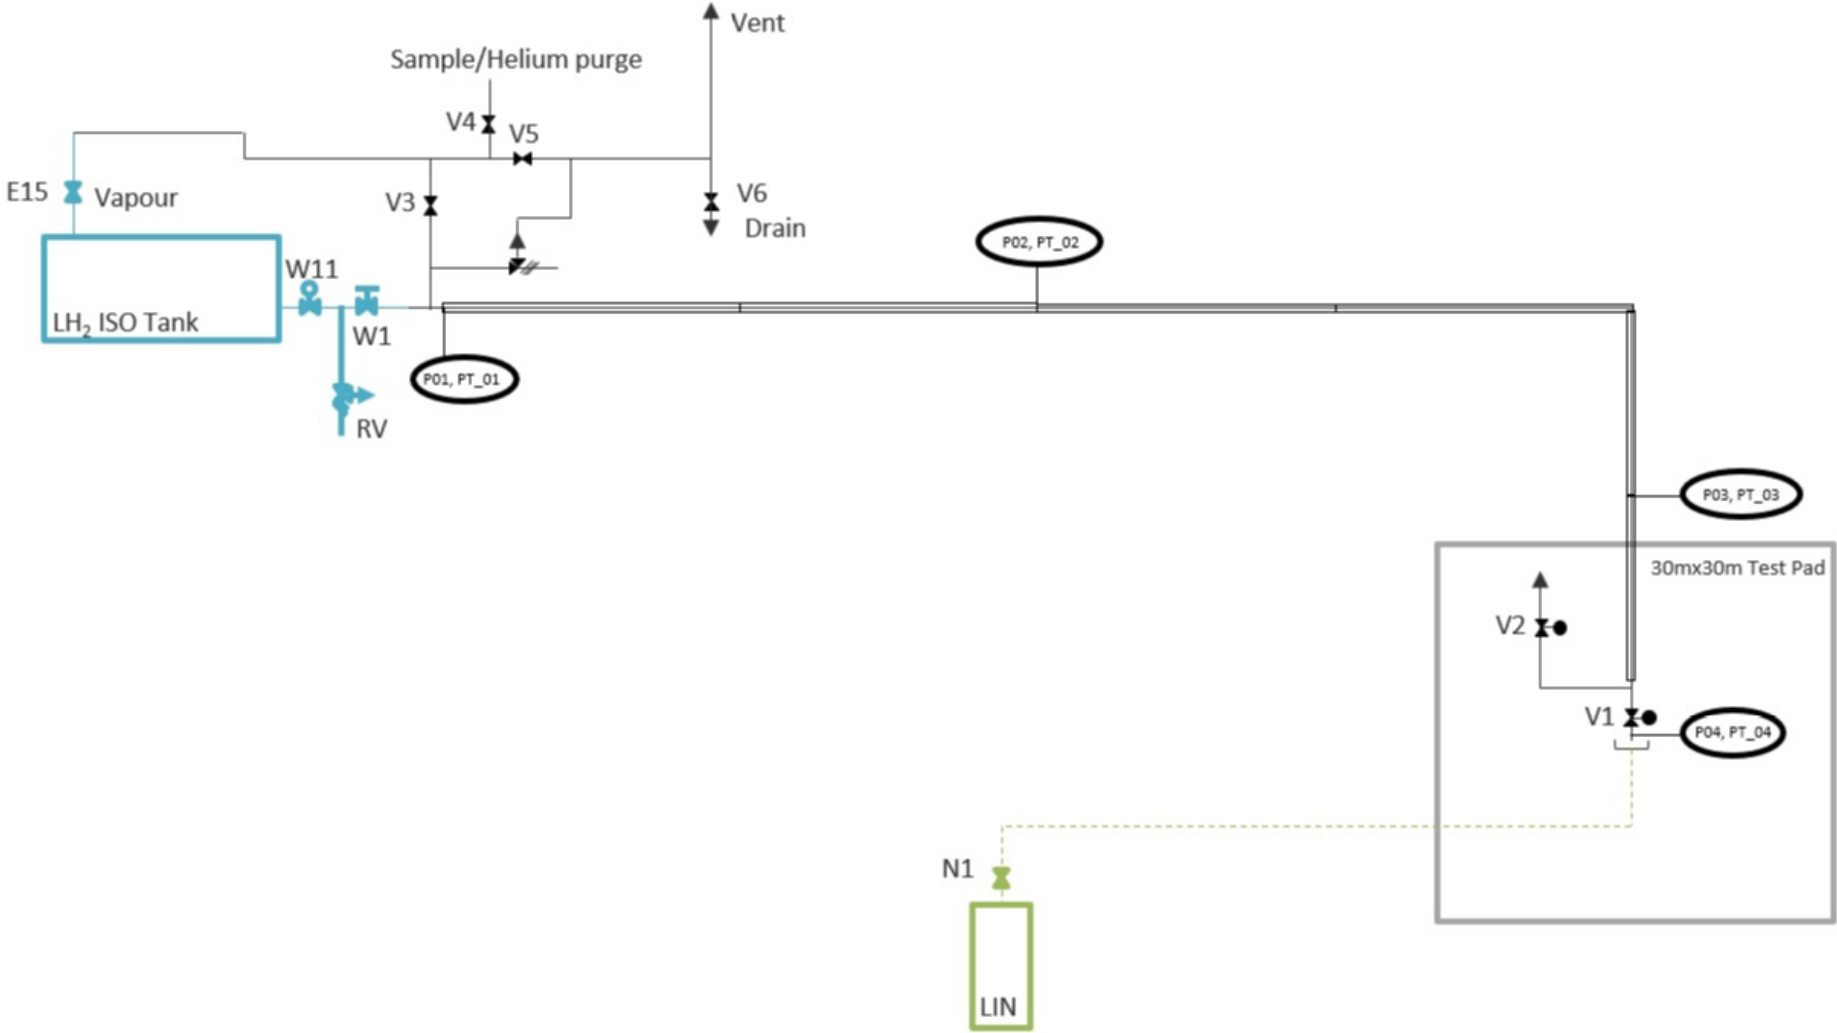 Vent
Sample/Helium purge
V4
V5
E15
Vapour
V3
V6
Drain
P02, PT_02
W11
LH2 ISO Tank
W1
P01, PT_01
RV
P03, PT_03
30mx30m Test Pad
V2
V1
P04, PT_04
N1
LIN